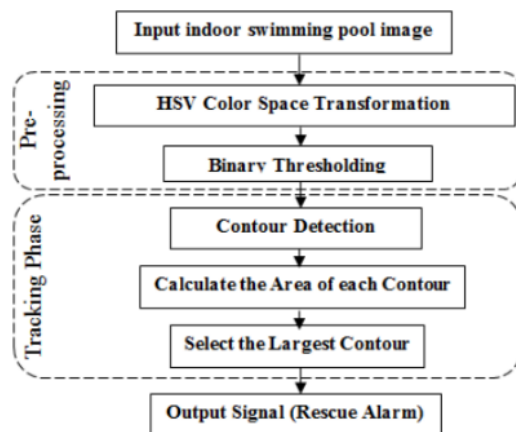 Input indoor swimming pool image
Pre-
processing
HSV Color Space Transformation
Binary Thresholding
Tracking Phase
Contour Detection
Calculate the Area of each Contour
Select the Largest Contour
Output Signal (Rescue Alarm)